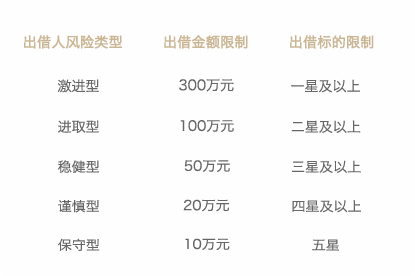 出借人风险类型 出借金额限制 出借标的限制
激进型 300万元 一星及以上
进取型 100万元 二星及以上
稳健型 50万元 三星及以上
谨慎型 20万元 四星及以上
保守型 10万元 五星